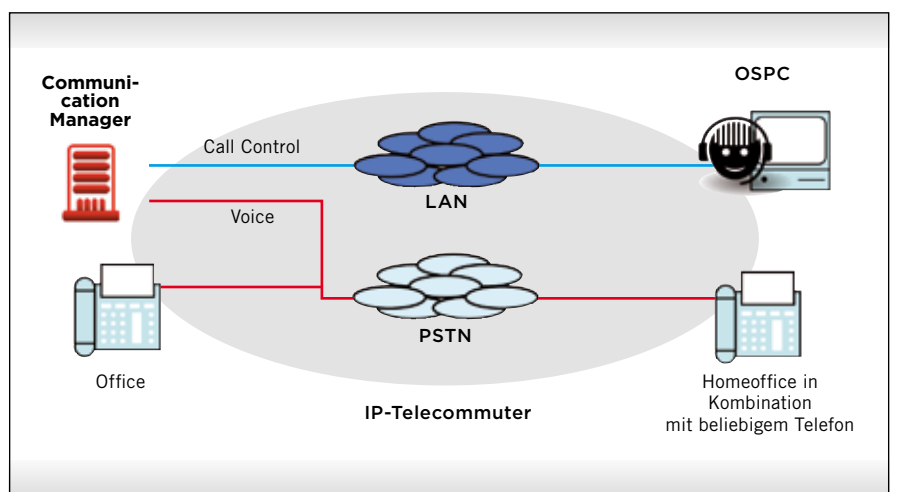 Communi-
cation
Manager
OSPC
Call Control
LAN
Voice
PSTN
Office
IP-Telecommuter
Homeoffice in
Kombination
mit beliebigem Telefon